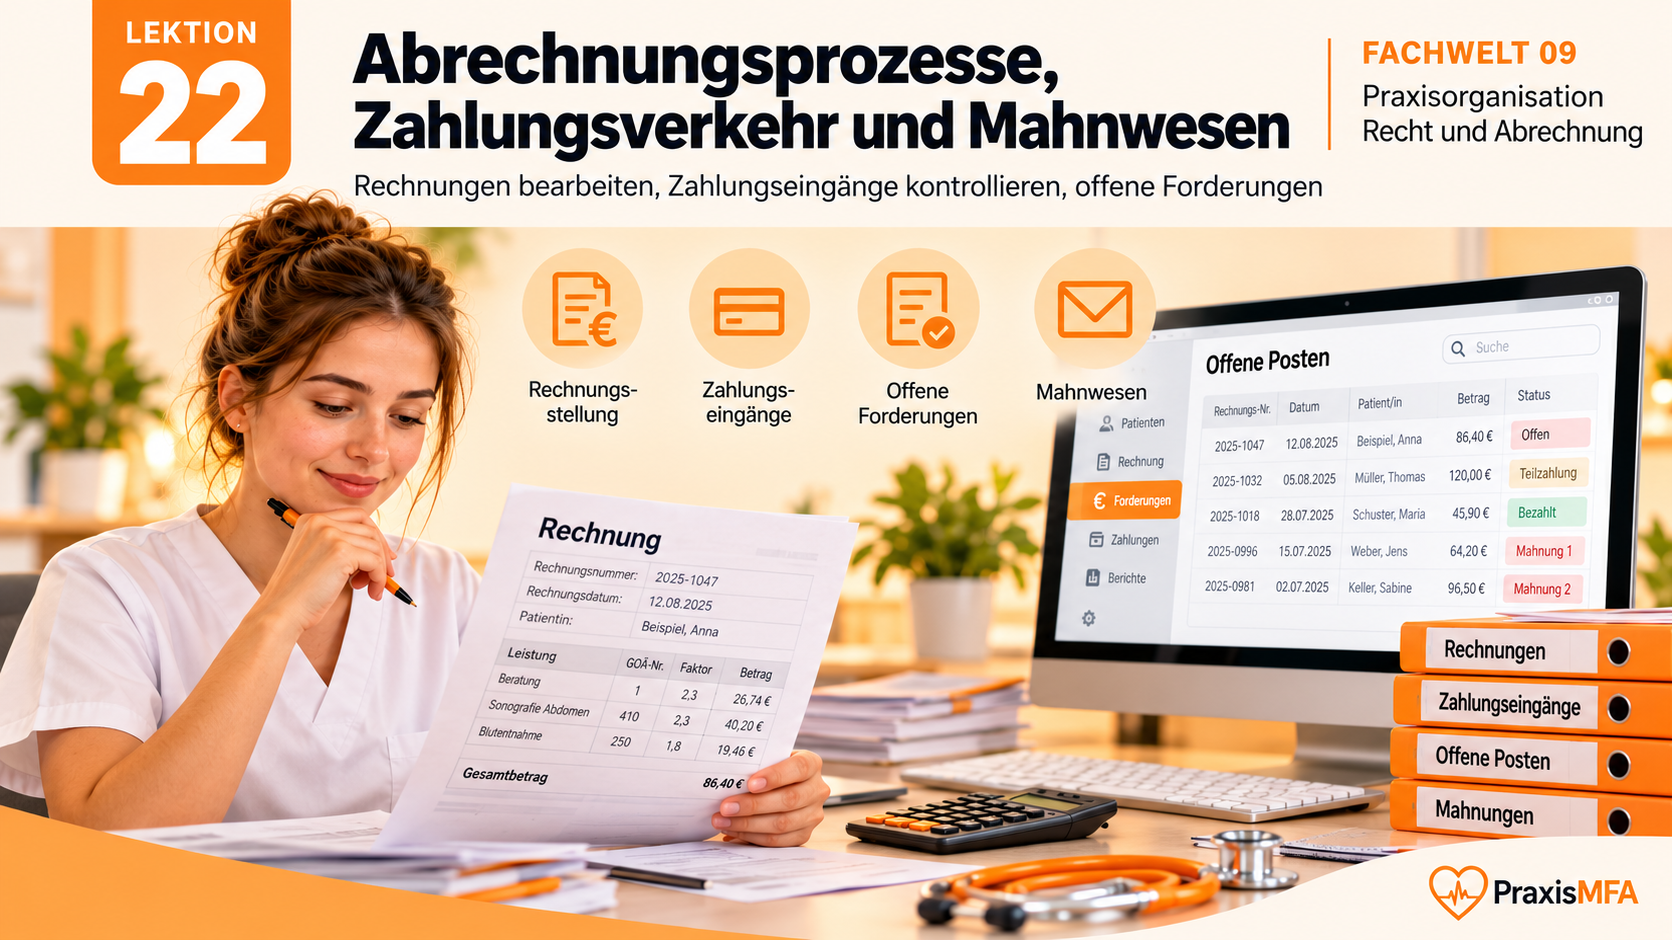 LEKTION
22
Abrechnungsprozesse,
Zahlungsverkehr und Mahnwesen
Rechnungen bearbeiten, Zahlungseingänge kontrollieren, offene Forderungen
FACHWELT 09
Praxisorganisation
Recht und Abrechnung
Rechnungs-
stellung
Zahlungs-
eingänge
Offene
Forderungen
Mahnwesen
Rechnung
Rechnungsnummer: 2025-1047
Rechnungsdatum: 12.08.2025
Patientin: Beispiel, Anna
Leistung GOÄ-Nr. Faktor Betrag
Beratung 1 2,3 26,74 €
Sonografie Abdomen 410 2,3 40,20 €
Blutentnahme 250 1,8 19,46 €
Gesamtbetrag 86,40 €
Patienten
Rechnung
€ Forderungen
Zahlungen
Berichte
Offene Posten
Suche
Rechnungs-Nr. Datum Patient/in Betrag Status
2025-1047 12.08.2025 Beispiel, Anna 86,40 € Offen
2025-1032 05.08.2025 Müller, Thomas 120,00 € Teilzahlung
2025-1018 28.07.2025 Schuster, Maria 45,90 € Bezahlt
2025-0996 15.07.2025 Weber, Jens 64,20 € Mahnung 1
2025-0981 02.07.2025 Keller, Sabine 96,50 € Mahnung 2
Rechnungen
Zahlungseingänge
Offene Posten
Mahnungen
PraxisMFA